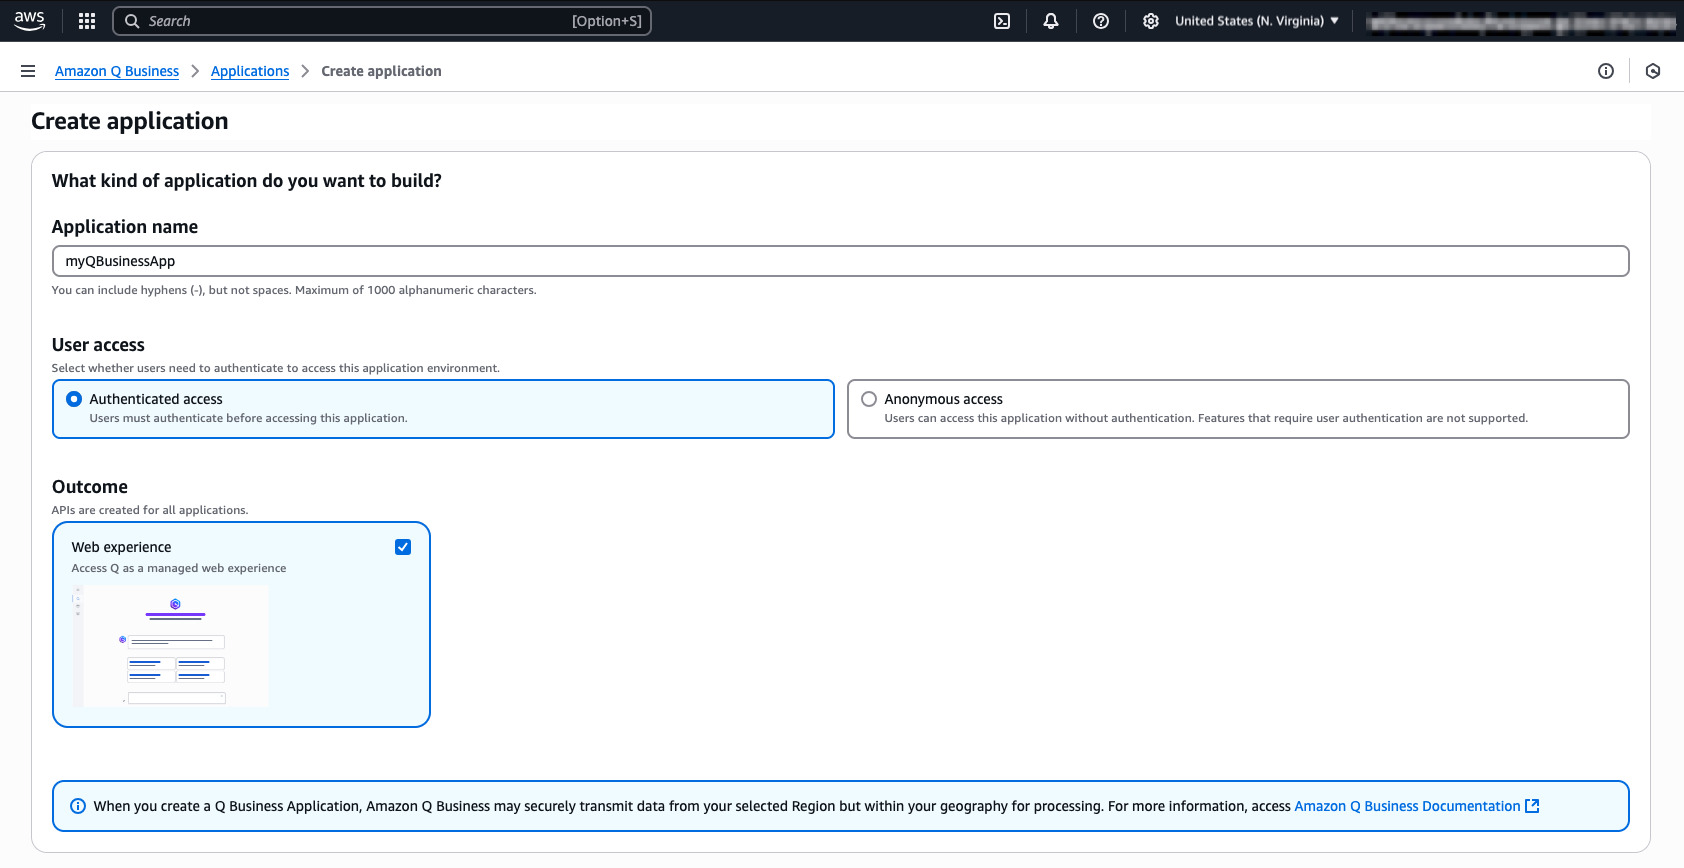 aws
Search
[Option+S]
United States (N. Virginia)
Amazon Q Business
Applications
Create application
Create application
What kind of application do you want to build?
Application name
myQBusinessApp
You can include hyphens (-), but not spaces. Maximum of 1000 alphanumeric characters.
User access
Select whether users need to authenticate to access this application environment.
Authenticated access
Users must authenticate before accessing this application.
Anonymous access
Users can access this application without authentication. Features that require user authentication are not supported.
Outcome
APIs are created for all applications.
Web experience
Access Q as a managed web experience
When you create a Q Business Application, Amazon Q Business may securely transmit data from your selected Region but within your geography for processing. For more information, access Amazon Q Business Documentation